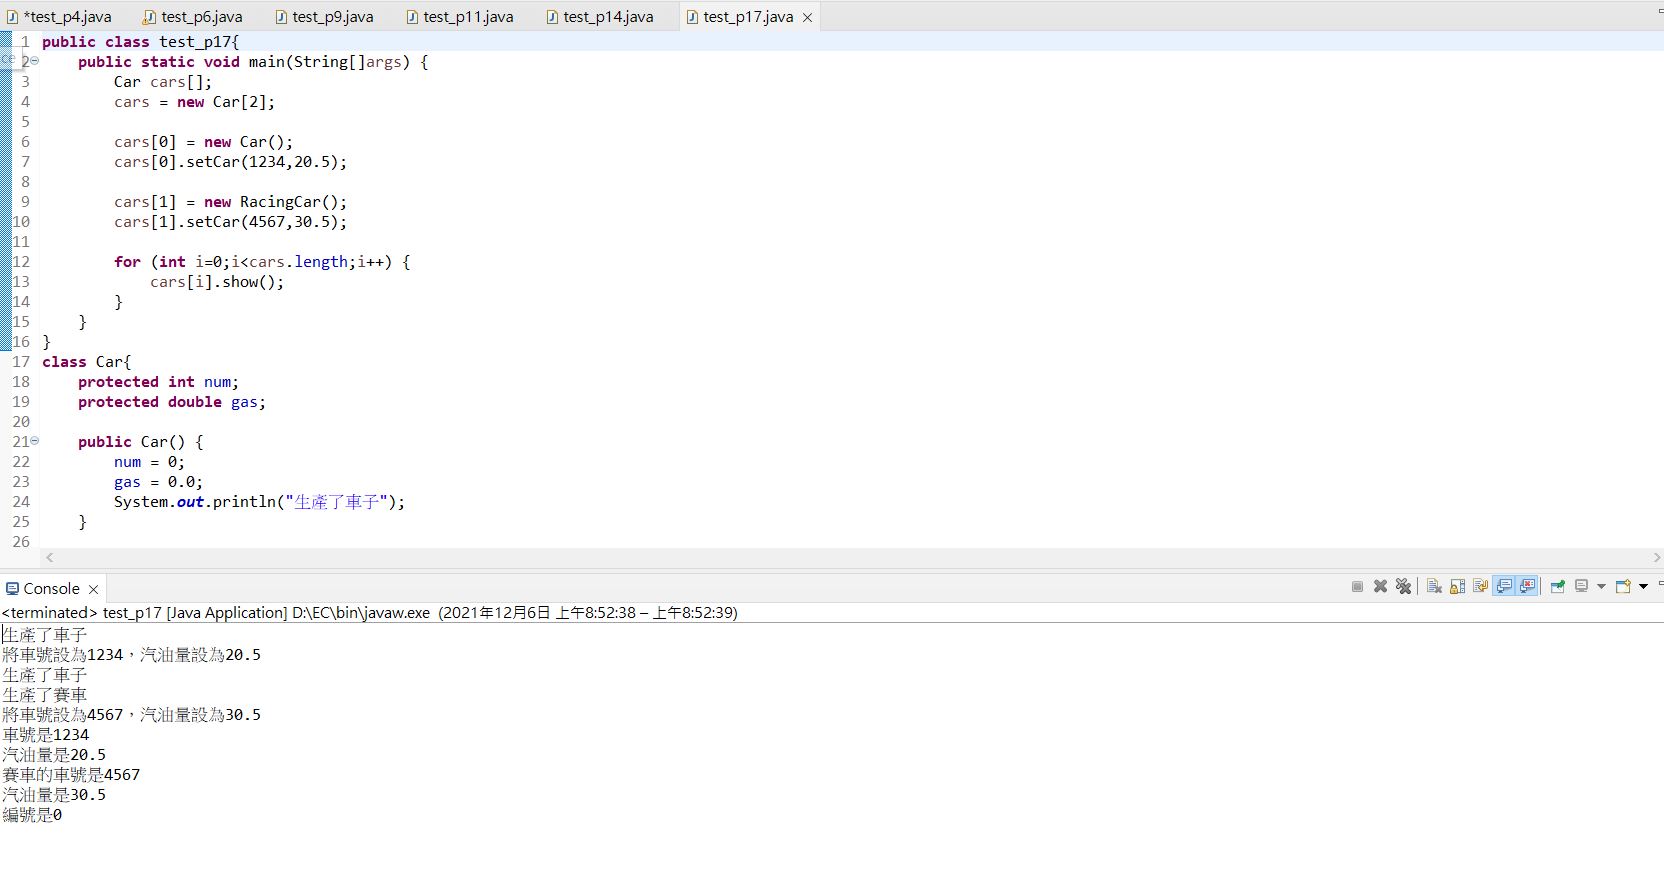 *test_p4.java test_p6.java test_p9.java test_p11.java test_p14.java test_p17.java
1 public class test_p17{
2 public static void main(String[]args) {
3 Car cars[];
4 cars = new Car[2];
5
6 cars[0] = new Car();
7 cars[0].setCar(1234,20.5);
8
9 cars[1] = new RacingCar();
10 cars[1].setCar(4567,30.5);
11
12 for (int i=0;i<cars.length;i++) {
13 cars[i].show();
14 }
15 }
16 }
17 class Car{
18 protected int num;
19 protected double gas;
20
21 public Car() {
22 num = 0;
23 gas = 0.0;
24 System.out.println("生產了車子");
25 }
26
Console
<terminated> test_p17 [Java Application] D:\EC\bin\javaw.exe (2021年12月6日 上午8:52:38 – 上午8:52:39)
生產了車子
將車號設為1234，汽油量設為20.5
生產了車子
生產了賽車
將車號設為4567，汽油量設為30.5
車號是1234
汽油量是20.5
賽車的車號是4567
汽油量是30.5
編號是0